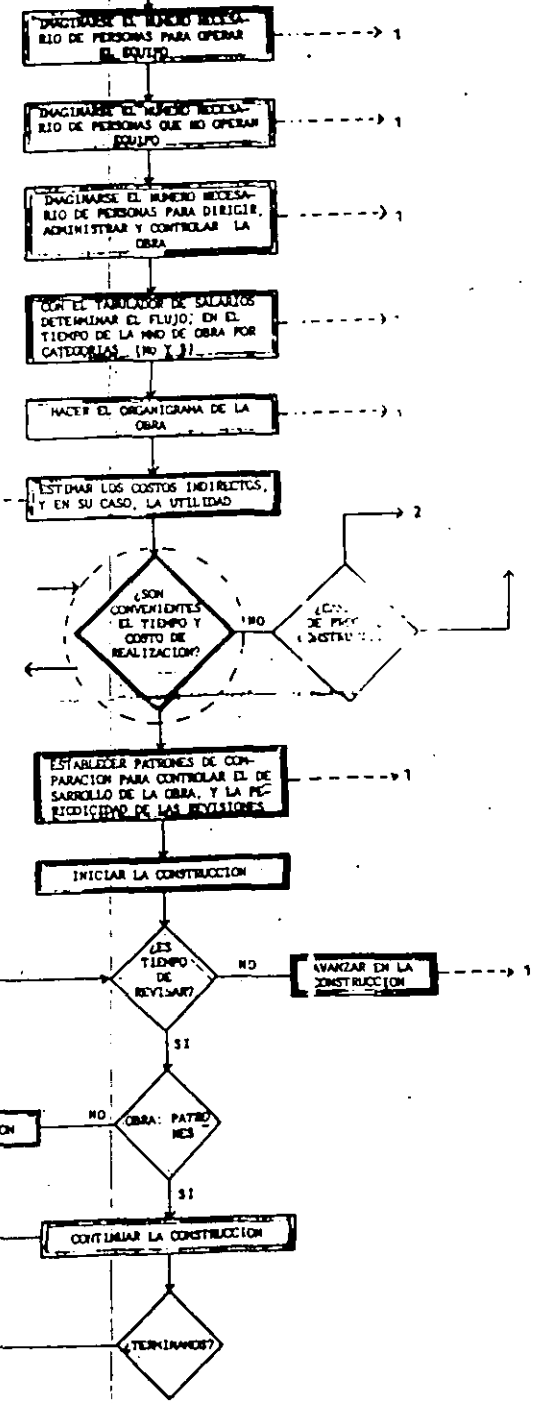 IMAGINARSE EL NUMERO NECESA-
RIO DE PERSONAS PARA OPERAR
EL EQUIPO
1
IMAGINARSE EL NUMERO NECESA-
RIO DE PERSONAS QUE NO OPERAN
EQUIPO
1
IMAGINARSE EL NUMERO NECESA-
RIO DE PERSONAS PARA DIRIGIR,
ADMINISTRAR Y CONTROLAR LA
OBRA
1
CON EL TABULADOR DE SALARIOS
DETERMINAR EL FLUJO; EN EL
TIEMPO DE LA MNO DE OBRA POR
CATEGORIAS (No Y $)
HACER EL ORGANIGRAMA DE LA
OBRA
ESTIMAR LOS COSTOS INDIRECTOS,
Y EN SU CASO, LA UTILIDAD
2
¿SON
CONVENIENTES
EL TIEMPO Y
COSTO DE
REALIZACION?
NO
DE
ESTABLECER PATRONES DE COM-
PARACION PARA CONTROLAR EL DE
SARROLLO DE LA OBRA, Y LA PE-
RIODICIDAD DE LAS REVISIONES
1
INICIAR LA CONSTRUCCION
¿ES
TIEMPO
DE
REVISAR?
NO
AVANZAR EN LA
CONSTRUCCION
1
SI
ON
NO
OBRA: PATRO
NES
SI
CONTINUAR LA CONSTRUCCION
¿TERMINAMOS?